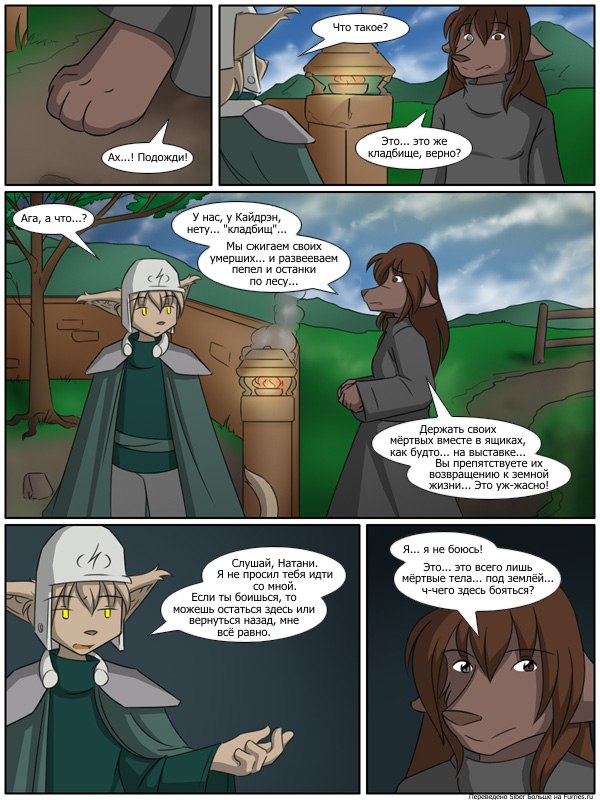 Ах...! Подожди!
Что такое?
Это... это же
кладбище, верно?
Ага, а что...?
У нас, у Кайдрэн,
нету... "кладбищ"...
Мы сжигаем своих
умерших... и развееваем
пепел и останки
по лесу...
Держать своих
мёртвых вместе в ящиках,
как будто... на выставке...
Вы препятствуете их
возвращению к земной
жизни... Это уж-жасно!
Слушай, Натани.
Я не просил тебя идти
со мной.
Если ты боишься, то
можешь остаться здесь или
вернуться назад, мне
всё равно.
Я... я не боюсь!
Это... это всего лишь
мёртвые тела... под землёй...
ч-чего здесь бояться?
Переведено Siber Больше на Furries.ru